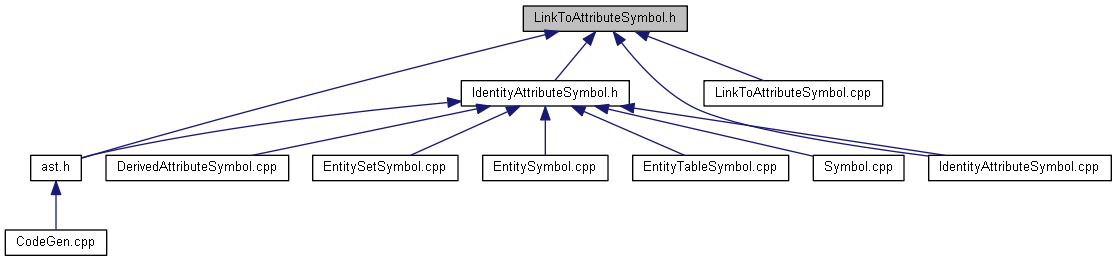 LinkToAttributeSymbol.h
IdentityAttributeSymbol.h
LinkToAttributeSymbol.cpp
ast.h
DerivedAttributeSymbol.cpp
EntitySetSymbol.cpp
EntitySymbol.cpp
EntityTableSymbol.cpp
Symbol.cpp
IdentityAttributeSymbol.cpp
CodeGen.cpp